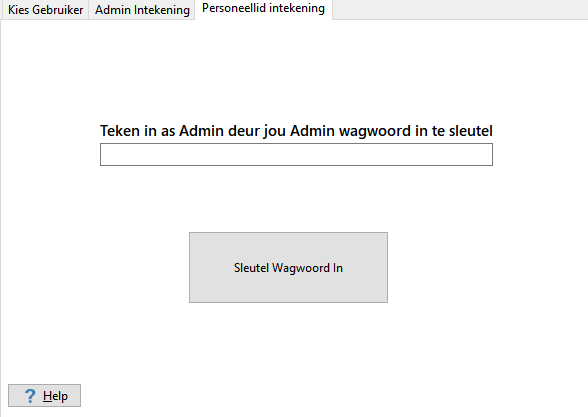 Kies Gebruiker Admin Intekening Personeellid intekening
Teken in as Admin deur jou Admin wagwoord in te sleutel
Sleutel Wagwoord In
? Help